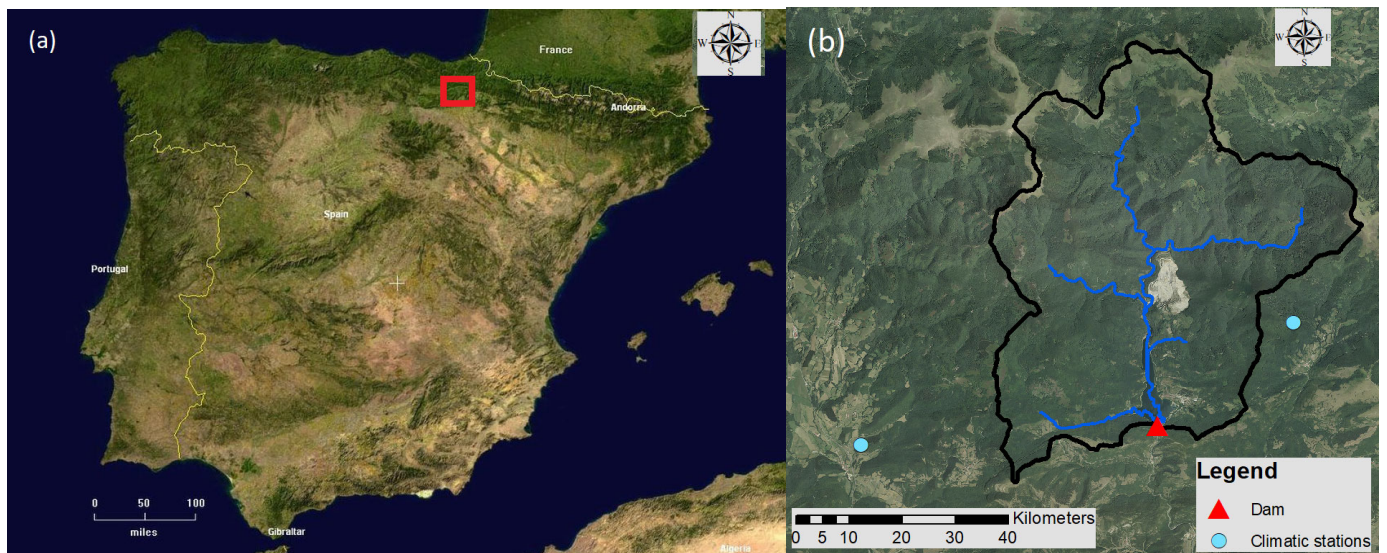 (a)
N
W E
S
France
Andorra
Spain
Portugal
0 50 100
miles
Gibraltar
Algeria
(b)
N
W E
S
Legend
Dam
Climatic stations
Kilometers
0 5 10 20 30 40